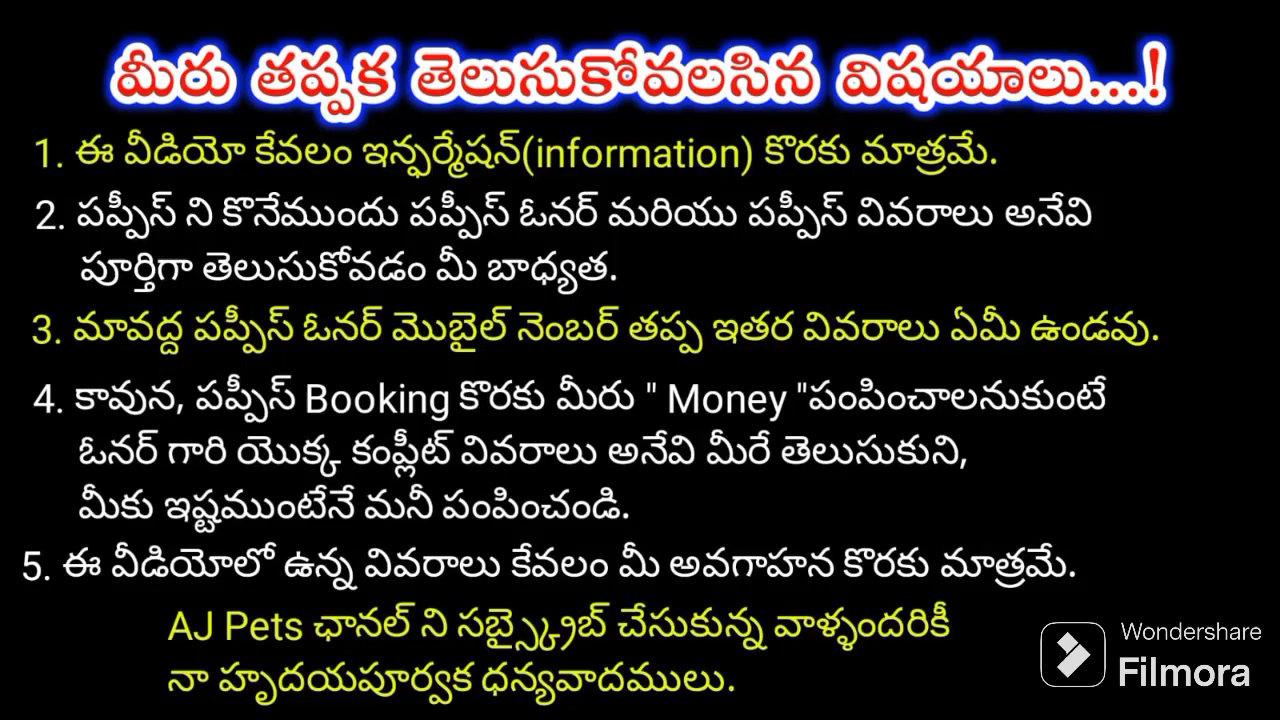 మీరు తప్పక తెలుసుకోవలసిన విషయాలు...!
1. ఈ వీడియో కేవలం ఇన్ఫర్మేషన్(information) కొరకు మాత్రమే.
2. పప్పీస్ ని కొనేముందు పప్పీస్ ఓనర్ మరియు పప్పీస్ వివరాలు అనేవి
పూర్తిగా తెలుసుకోవడం మీ బాధ్యత.
3. మావద్ద పప్పీస్ ఓనర్ మొబైల్ నెంబర్ తప్ప ఇతర వివరాలు ఏమీ ఉండవు.
4. కావున, పప్పీస్ Booking కొరకు మీరు " Money "పంపించాలనుకుంటే
ఓనర్ గారి యొక్క కంప్లీట్ వివరాలు అనేవి మీరే తెలుసుకుని,
మీకు ఇష్టముంటేనే మనీ పంపించండి.
5. ఈ వీడియోలో ఉన్న వివరాలు కేవలం మీ అవగాహన కొరకు మాత్రమే.
AJ Pets ఛానల్ ని సబ్స్క్రైబ్ చేసుకున్న వాళ్ళందరికీ
నా హృదయపూర్వక ధన్యవాదములు.
Wondershare
Filmora